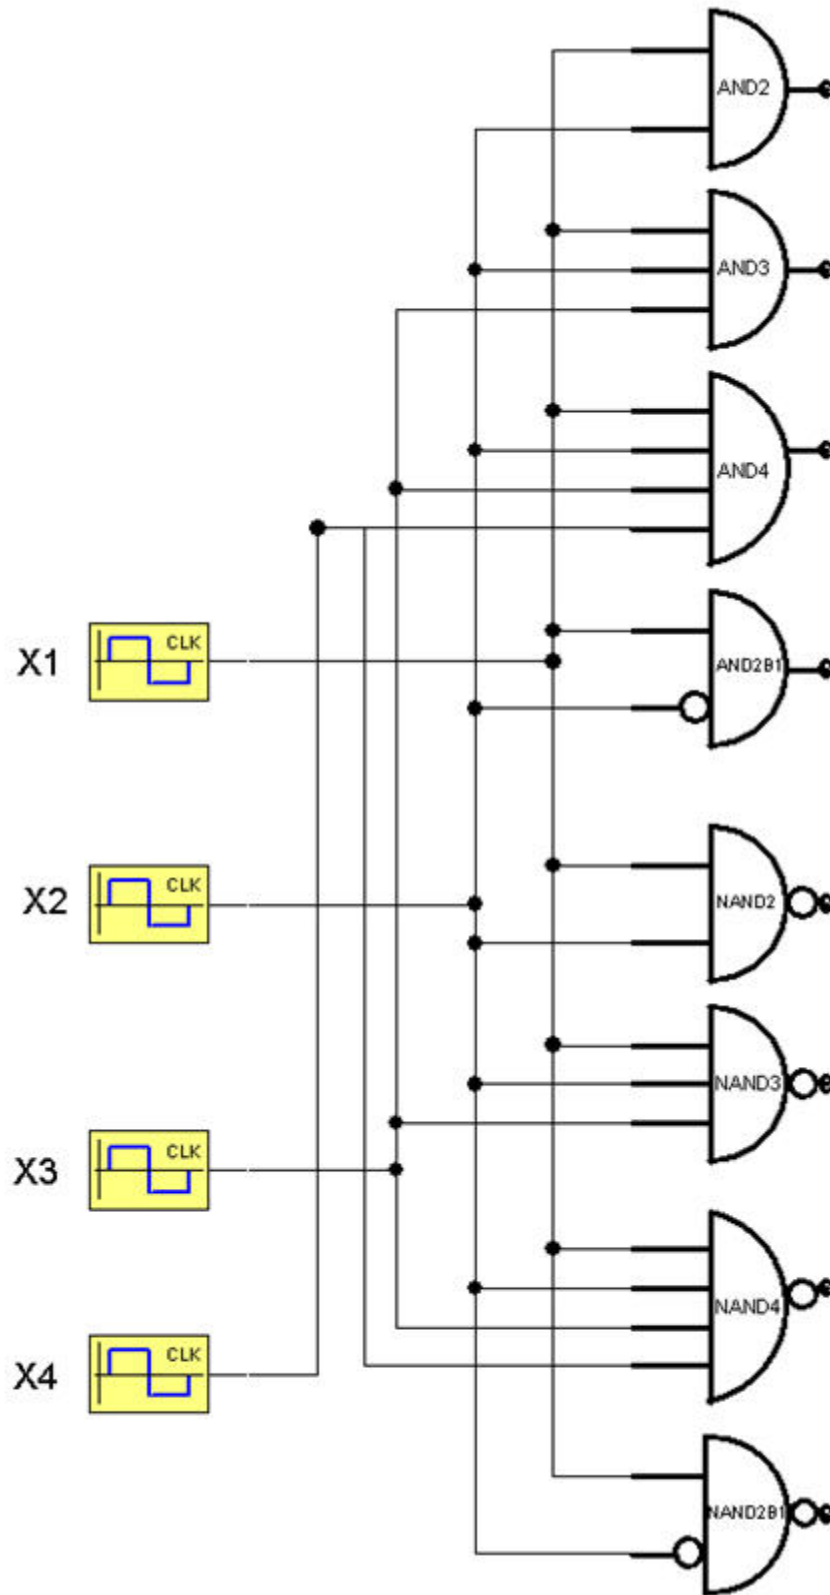 AND2
AND3
AND4
X1
CLK
AND2B1
X2
CLK
NAND2
NAND3
X3
CLK
NAND4
X4
CLK
NAND2B1